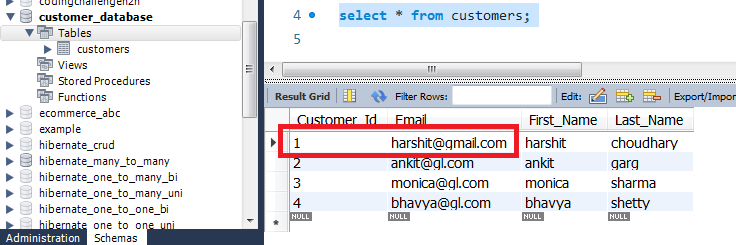 codingchallengen2n
customer_database
Tables
customers
Views
Stored Procedures
Functions
ecommerce_abc
example
hibernate_crud
hibernate_many_to_many
hibernate_one_to_many_bi
hibernate_one_to_many_uni
hibernate_one_to_one_bi
hibernate_one_to_one_uni
Administration Schemas
4 select * from customers;
5
Result Grid Filter Rows: Edit: Export/Impor
Customer_Id Email First_Name Last_Name
1 harshit@gmail.com harshit choudhary
2 ankit@gl.com ankit garg
3 monica@gl.com monica sharma
4 bhavya@gl.com bhavya shetty
NULL NULL NULL NULL